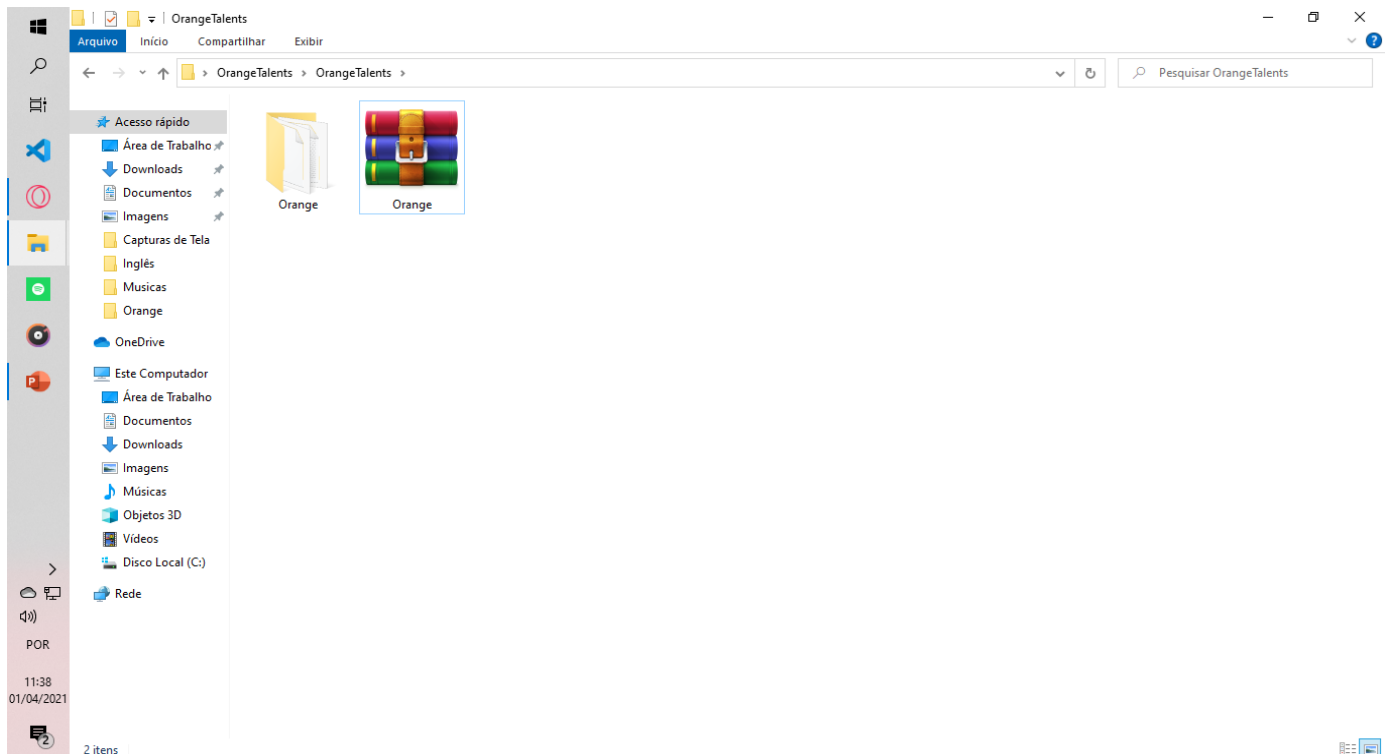 OrangeTalents
Arquivo Início Compartilhar Exibir
OrangeTalents OrangeTalents
Pesquisar OrangeTalents
Acesso rápido
Área de Trabalho
Downloads
Documentos
Imagens
Capturas de Tela
Inglês
Musicas
Orange
OneDrive
Este Computador
Área de Trabalho
Documentos
Downloads
Imagens
Músicas
Objetos 3D
Vídeos
Disco Local (C:)
Rede
Orange
Orange
POR
11:38
01/04/2021
2
2 itens